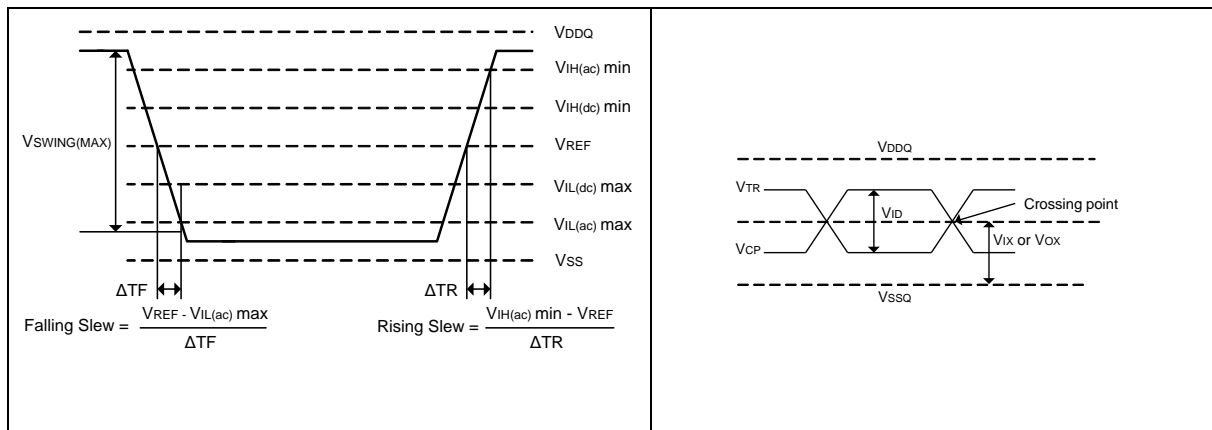 VDDQ
VIH(ac) min
VIH(dc) min
VSWING(MAX)
VREF
VIL(dc) max
VIL(ac) max
VSS
ΔTF
ΔTR
Falling Slew = VREF - VIL(ac) max
ΔTF
Rising Slew = VIH(ac) min - VREF
ΔTR
VDDQ
VTR
VID
Crossing point
VCP
VIX or VOX
VSSQ